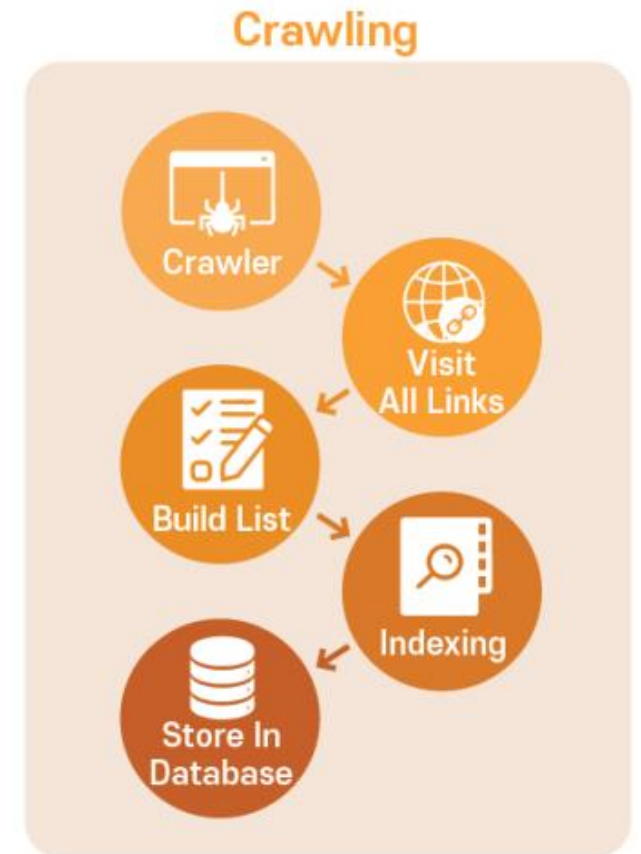 Crawling
Crawler
Visit
All Links
Build List
Indexing
Store In
Database